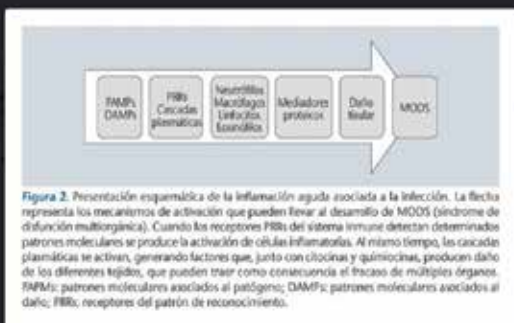 PAMPs
DAMPs
PRRs
Cascadas
plasmáticas
Neutrófilos
Macrófagos
Linfocitos
Eosinófilos
Mediadores
proteicos
Daño
tisular
MODS
Figura 2. Presentación esquemática de la inflamación aguda asociada a la infección. La flecha
representa los mecanismos de activación que pueden llevar al desarrollo de MODS (síndrome de
disfunción multiorgánica). Cuando los receptores PRRs del sistema inmune detectan determinados
patrones moleculares se produce la activación de células inflamatorias. Al mismo tiempo, las cascadas
plasmáticas se activan, generando factores que, junto con citocinas y quimiocinas, producen daño
de los diferentes tejidos, que pueden traer como consecuencia el fracaso de múltiples órganos.
PAMPs: patrones moleculares asociados al patógeno; DAMPs: patrones moleculares asociados al
daño; PRRs: receptores del patrón de reconocimiento.